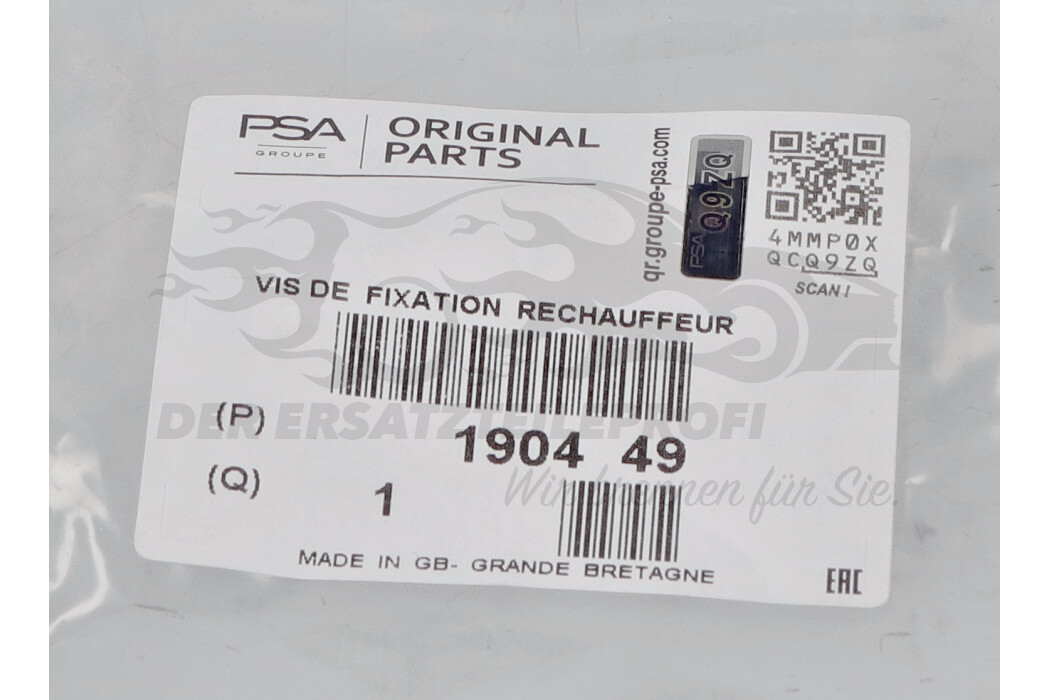 PSA
GROUPE
ORIGINAL
PARTS
qr.groupe-psa.com
PSA
Q9ZQ
4MMP0X
QCQ9ZQ
SCAN!
VIS DE FIXATION RECHAUFFEUR
(P)
1904 49
(Q)
1
MADE IN GB- GRANDE BRETAGNE
EAC
DER ERSATZTEILEPROFI
Wir brennen für Sie.